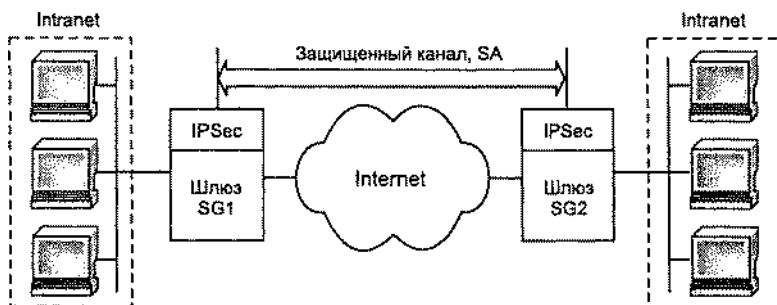 Intranet
Intranet
Защищенный канал, SA
IPSec
IPSec
Шлюз
SG1
Internet
Шлюз
SG2